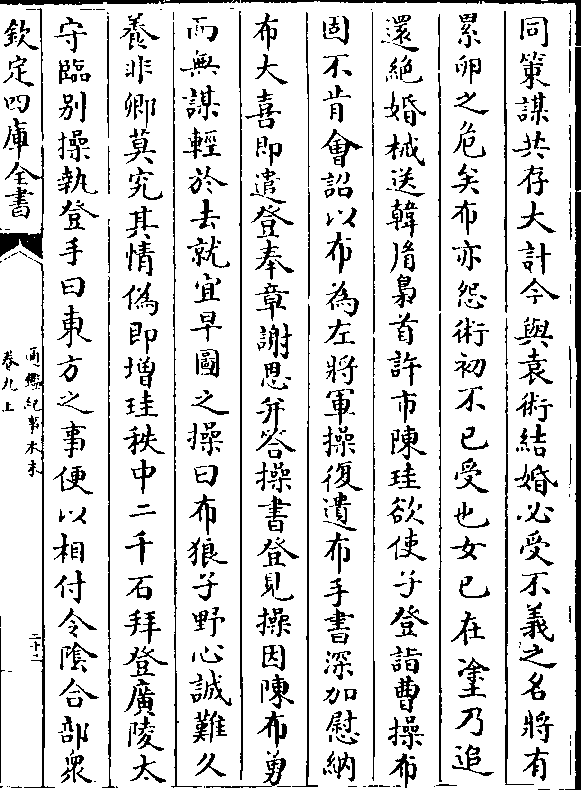 同策謀共存大計今與袁術結婚必受不義之名將有
累卵之危矣布亦怨術初不已受也女已在塗乃追
還絶婚械送韓胤梟首許市陳珪欲使子登詣曹操布
固不肯會詔以布為左將軍操復遺布手書深加慰納
布大喜即遣登奉章謝恩并答操書登見操因陳布勇
而無謀輕於去就宜早圖之操曰布狼子野心誠難久
養非卿莫究其情偽即增珪秩中二千石拜登廣陵太
守臨别操執登手曰東方之事便以相付令隂合部衆
欽定四庫全書
通鑑紀事本末
卷九上
二十二